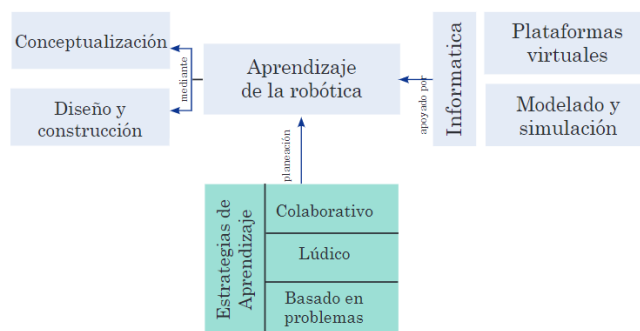 Conceptualización
Diseño y
construcción
mediante
Aprendizaje
de la robótica
apoyado por
Informatica
Plataformas
virtuales
Modelado y
simulación
planeación
Estrategias de
Aprendizaje
Colaborativo
Lúdico
Basado en
problemas